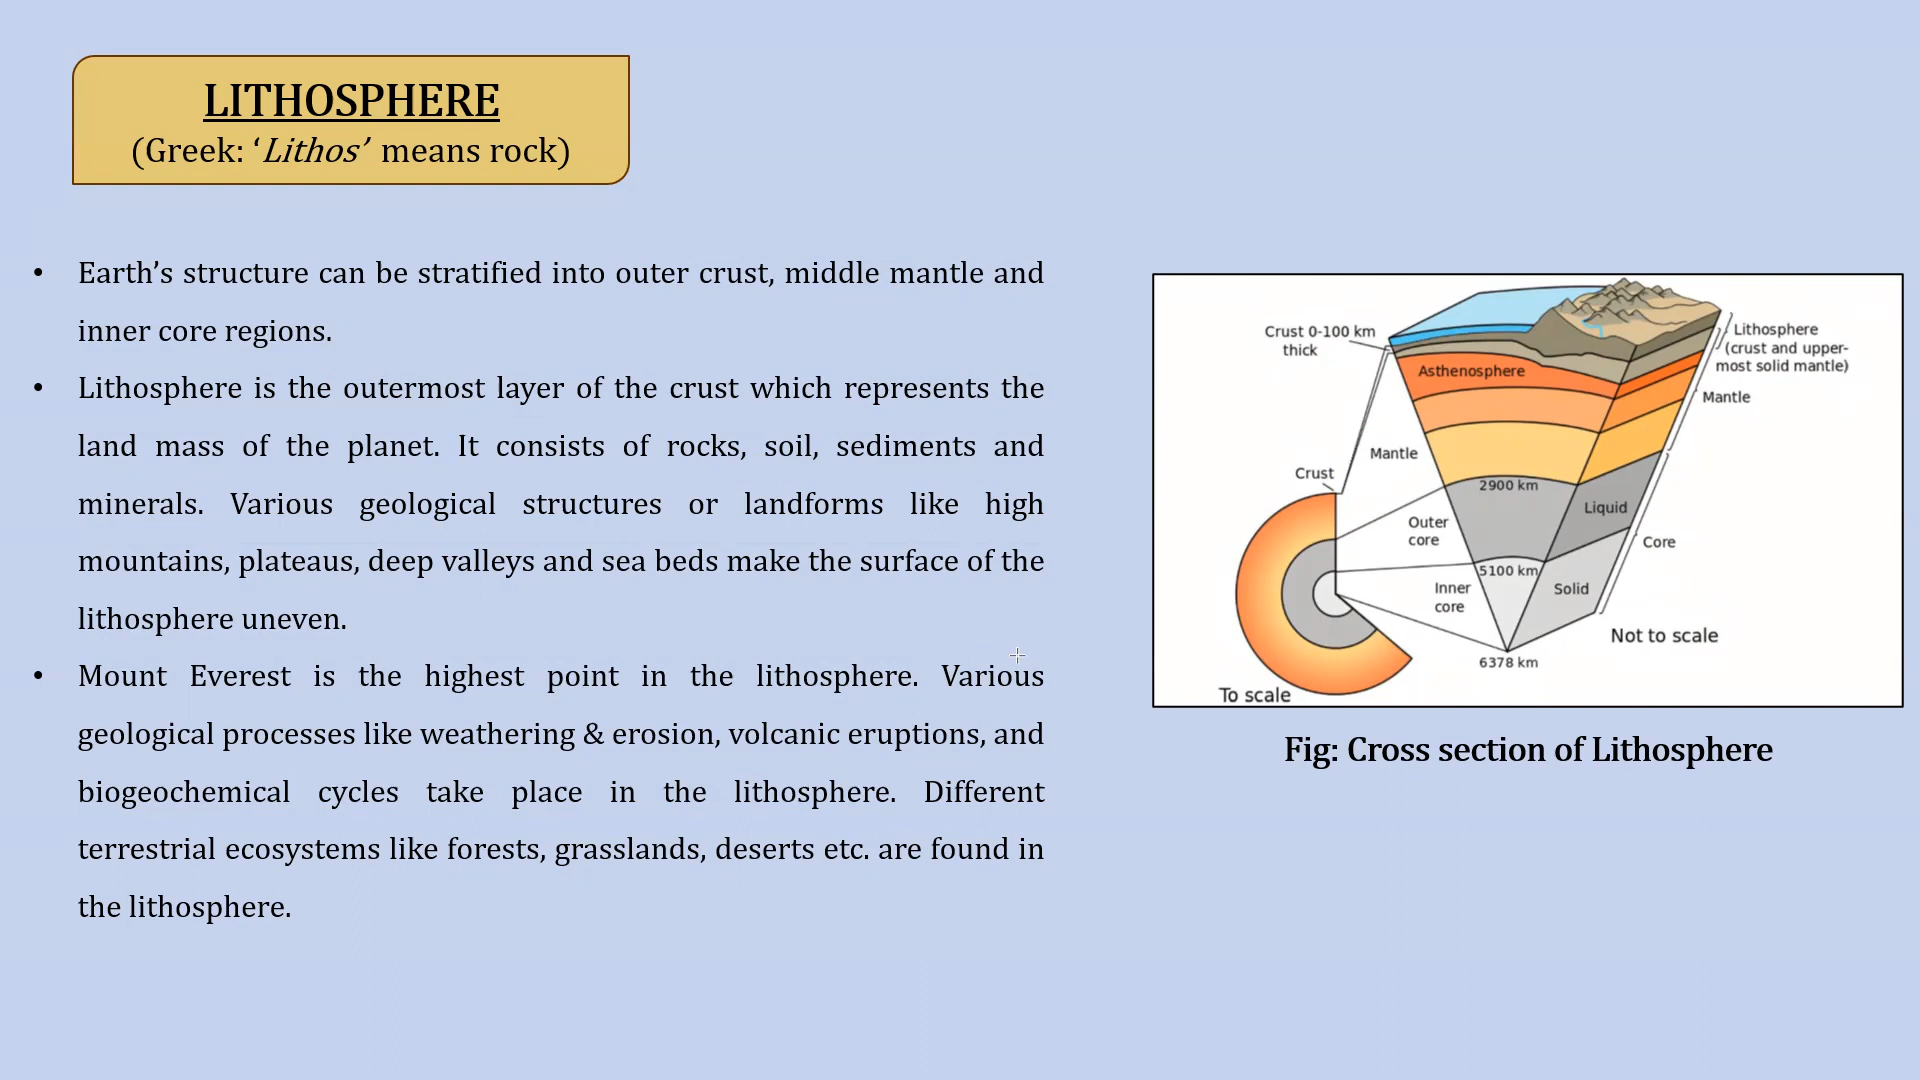 LITHOSPHERE
(Greek: ‘Lithos’ means rock)
• Earth’s structure can be stratified into outer crust, middle mantle and
inner core regions.
• Lithosphere is the outermost layer of the crust which represents the
land mass of the planet. It consists of rocks, soil, sediments and
minerals. Various geological structures or landforms like high
mountains, plateaus, deep valleys and sea beds make the surface of the
lithosphere uneven.
• Mount Everest is the highest point in the lithosphere. Various
geological processes like weathering & erosion, volcanic eruptions, and
biogeochemical cycles take place in the lithosphere. Different
terrestrial ecosystems like forests, grasslands, deserts etc. are found in
the lithosphere.
Crust 0-100 km
thick
Asthenosphere
Lithosphere
(crust and upper-
most solid mantle)
Mantle
Mantle
Crust
2900 km
Liquid
Outer
core
Core
5100 km
Inner
core
Solid
Not to scale
6378 km
To scale
Fig: Cross section of Lithosphere